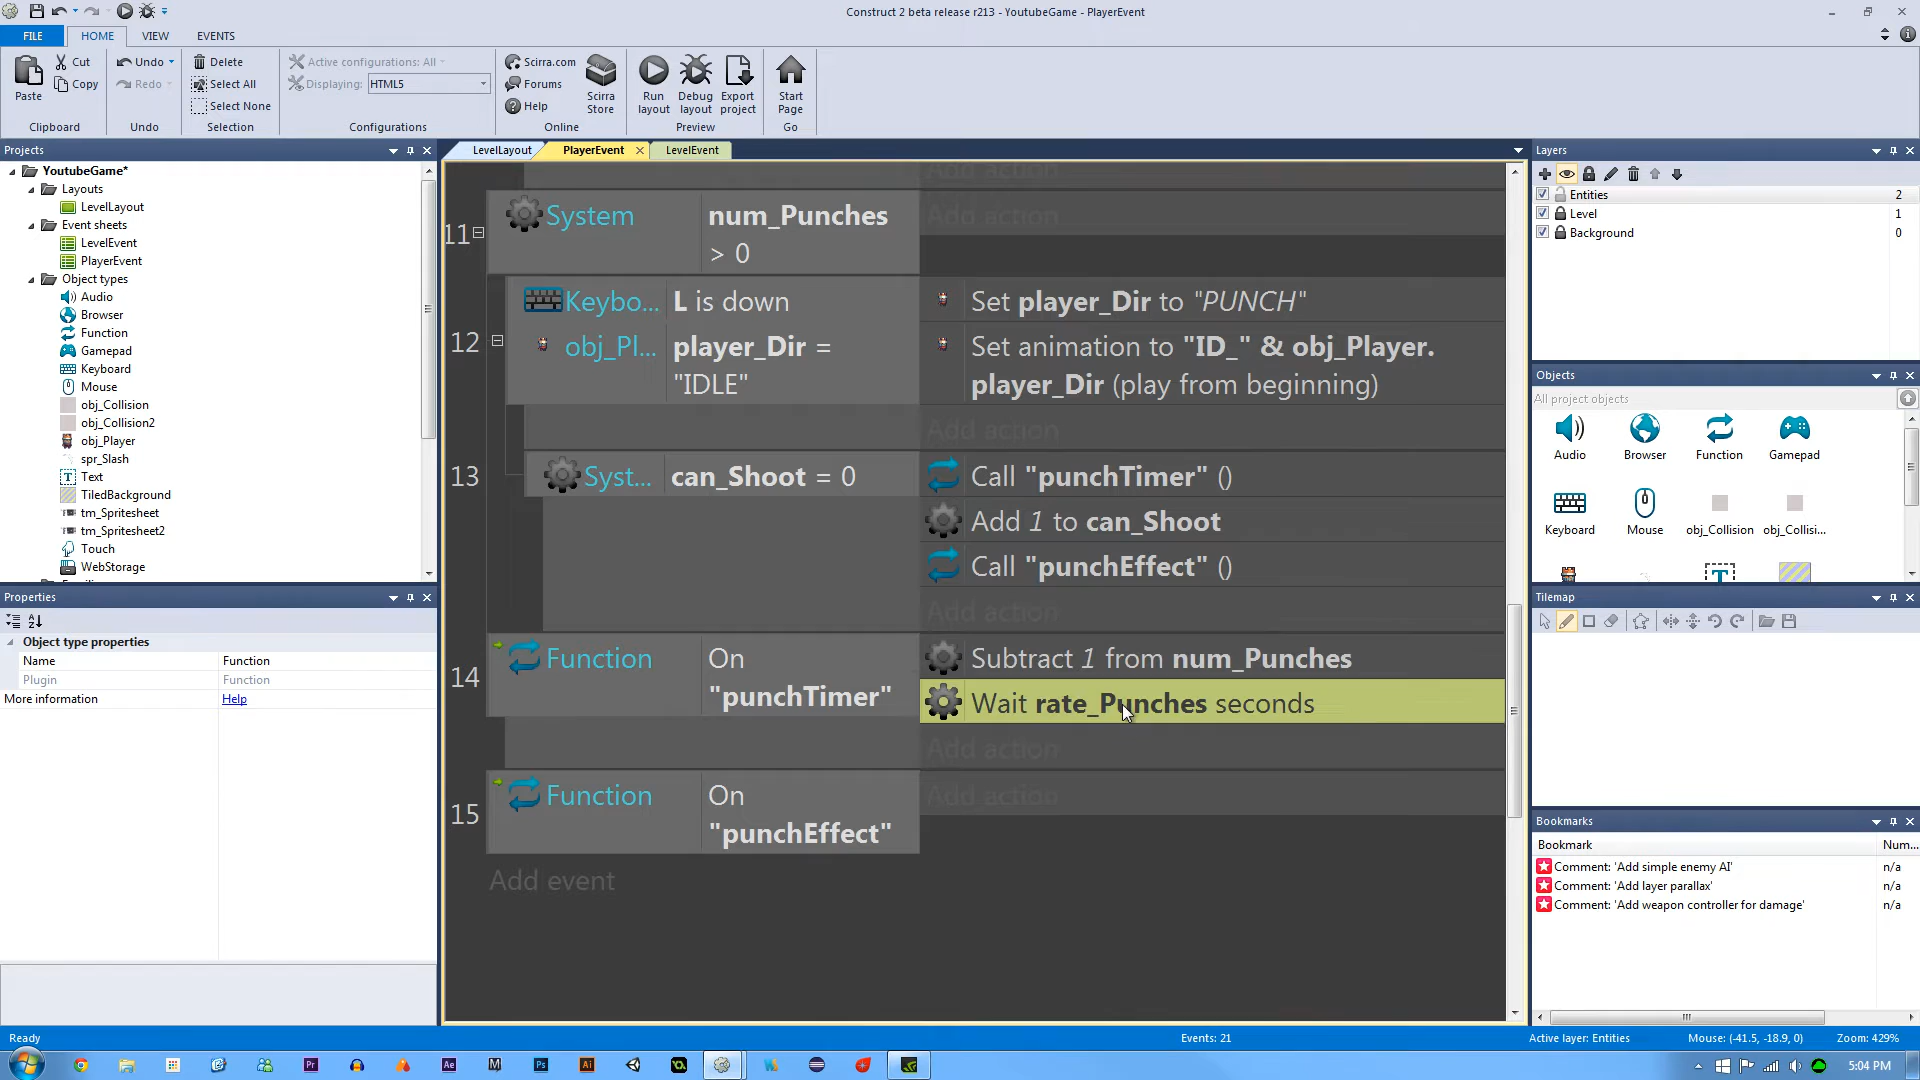 Construct 2 beta release r213 - YoutubeGame - PlayerEvent
FILE HOME VIEW EVENTS
Paste
Cut
Copy
Clipboard
Undo
Redo
Undo
Delete
Select All
Select None
Selection
Active configurations: All
Displaying: HTML5
Configurations
Scirra.com
Forums
Help
Scirra Store
Online
Run layout
Debug layout
Export project
Preview
Start Page
Go
Projects
YoutubeGame*
Layouts
LevelLayout
Event sheets
LevelEvent
PlayerEvent
Object types
Audio
Browser
Function
Gamepad
Keyboard
Mouse
obj_Collision
obj_Collision2
obj_Player
spr_Slash
Text
TiledBackground
tm_Spritesheet
tm_Spritesheet2
Touch
WebStorage
Properties
Object type properties
Name Function
Plugin Function
More information Help
LevelLayout PlayerEvent LevelEvent
Add action
11 System num_Punches > 0
Add action
12 Keybo... L is down
obj_Pl... player_Dir = "IDLE"
Set player_Dir to "PUNCH"
Set animation to "ID_" & obj_Player.
player_Dir (play from beginning)
Add action
13 Syst... can_Shoot = 0
Call "punchTimer" ()
Add 1 to can_Shoot
Call "punchEffect" ()
Add action
14 Function On "punchTimer"
Subtract 1 from num_Punches
Wait rate_Punches seconds
Add action
15 Function On "punchEffect"
Add action
Add event
Layers
Entities 2
Level 1
Background 0
Objects
All project objects
Audio Browser Function Gamepad
Keyboard Mouse obj_Collision obj_Collisi...
Tilemap
Bookmarks
Bookmark Num...
Comment: 'Add simple enemy AI' n/a
Comment: 'Add layer parallax' n/a
Comment: 'Add weapon controller for damage' n/a
Ready
Events: 21
Active layer: Entities
Mouse: (-41.5, -18.9, 0)
Zoom: 429%
5:04 PM